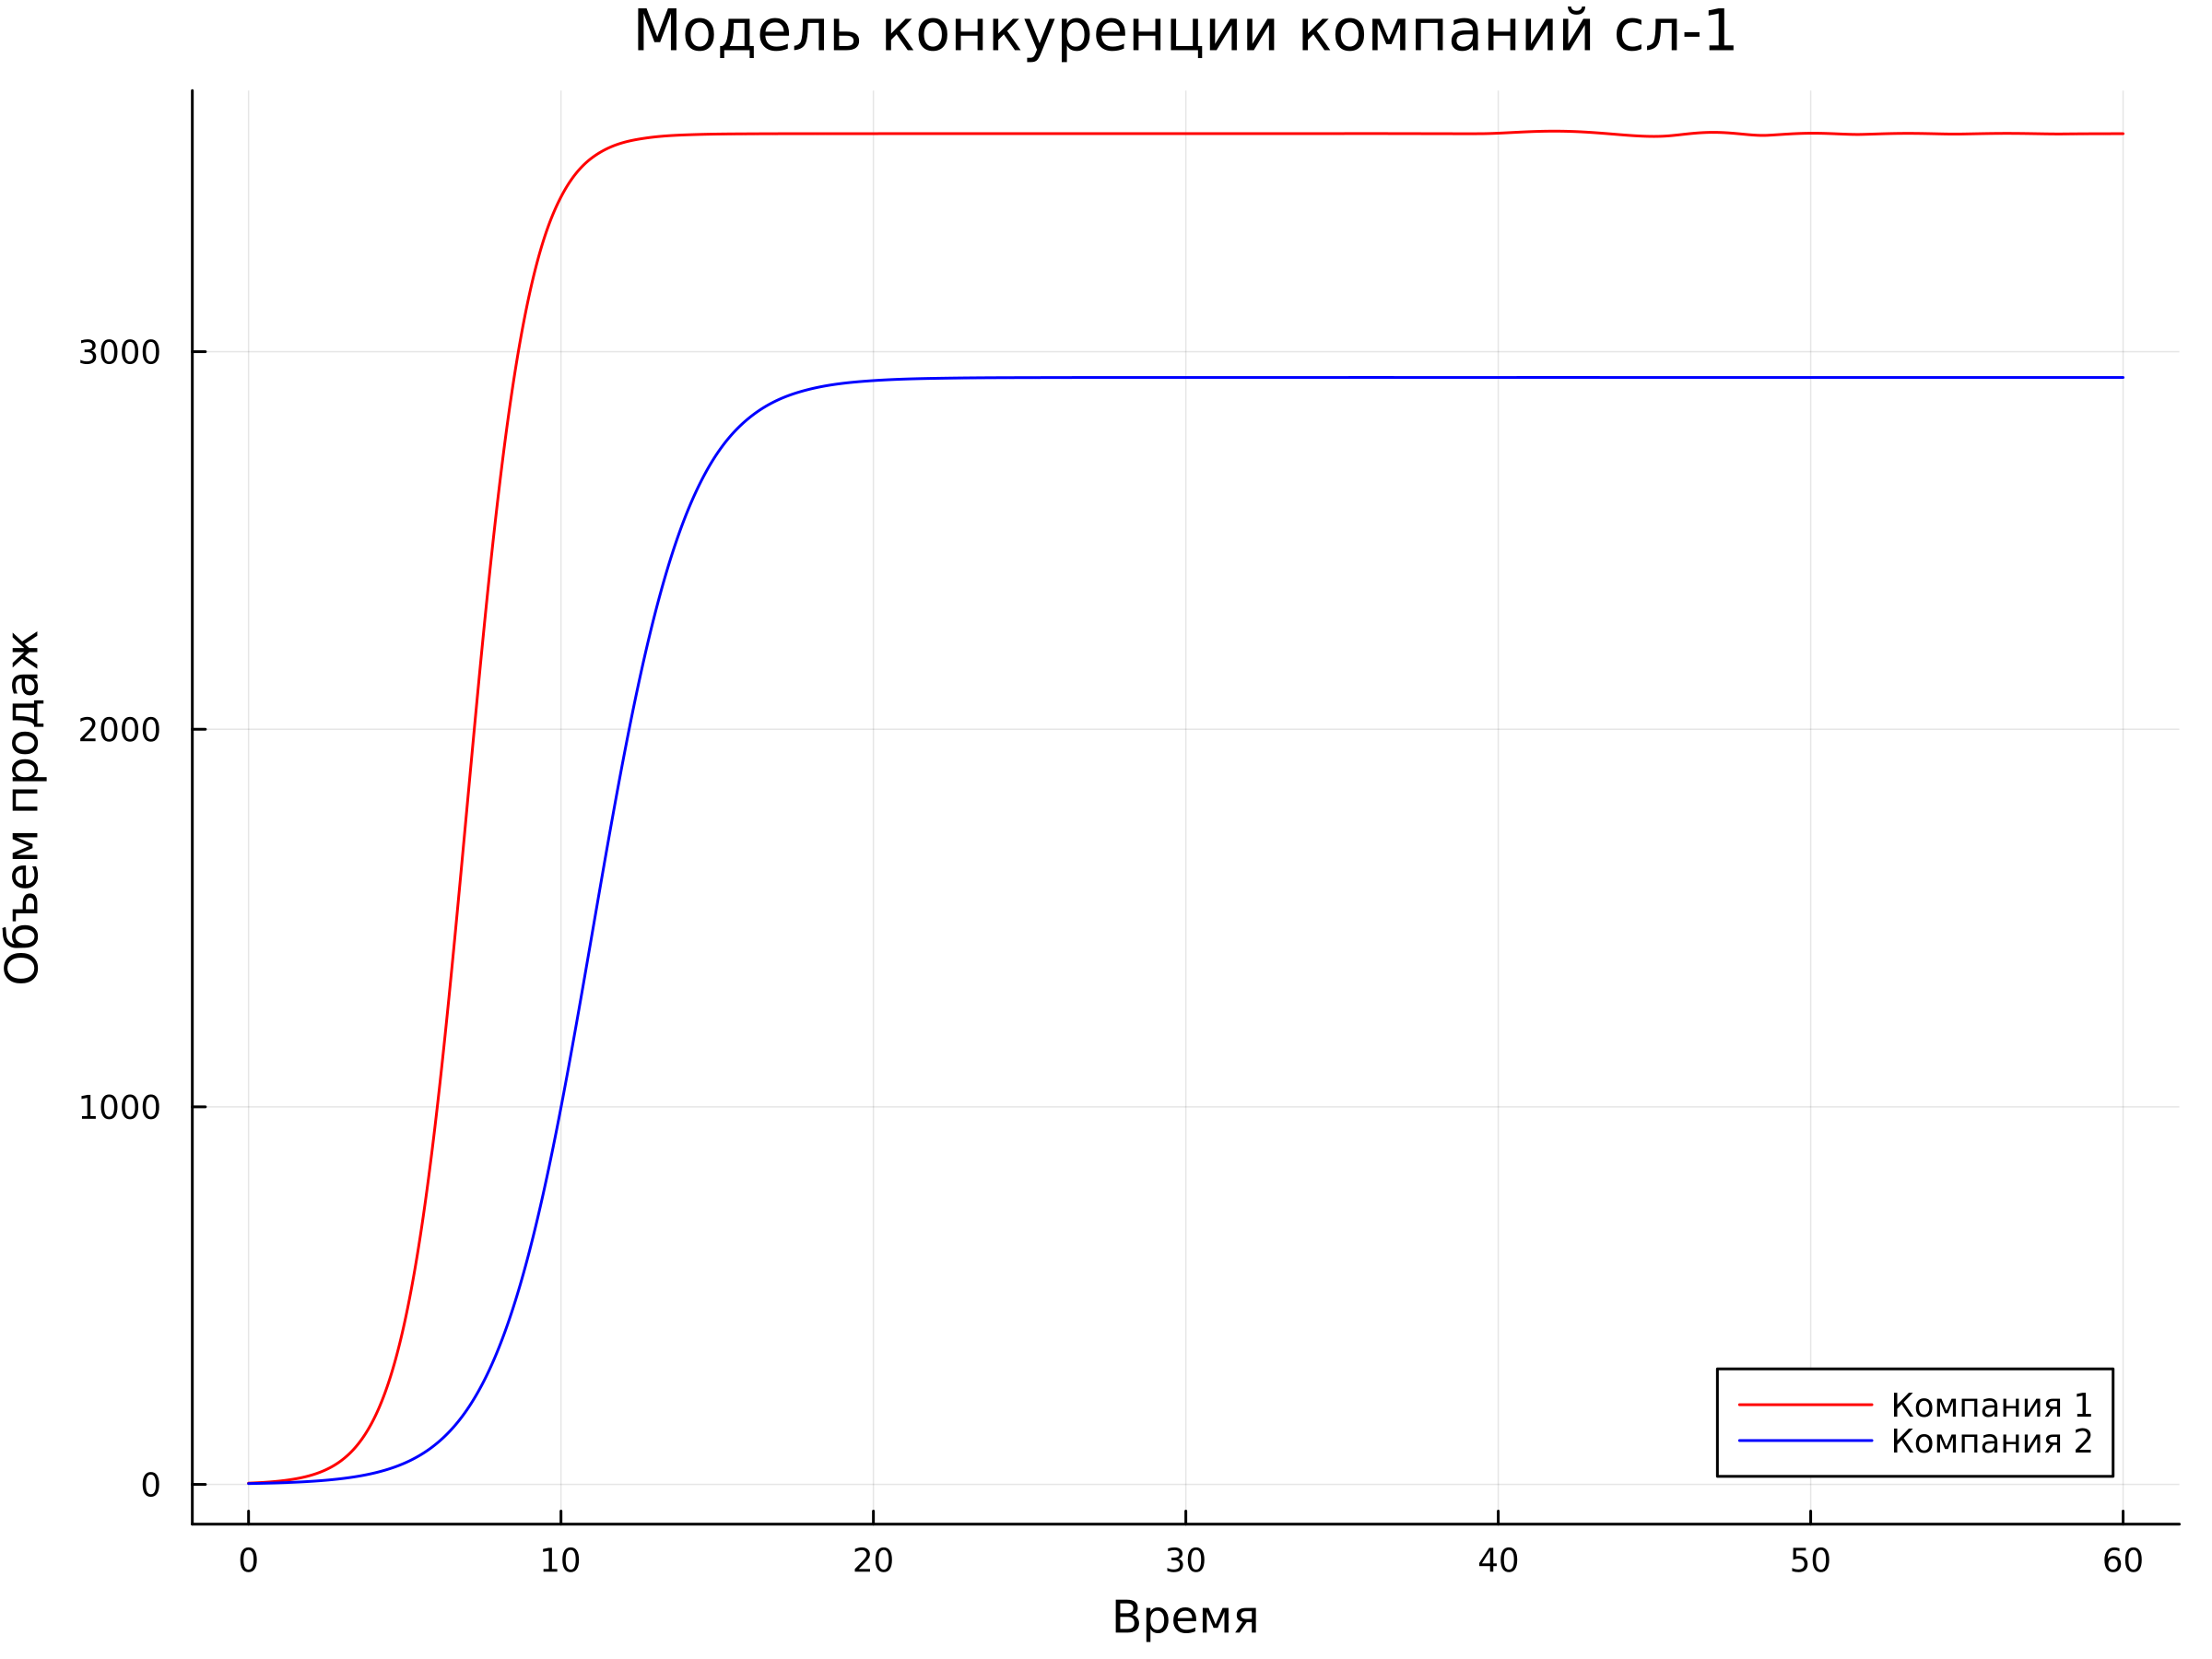 Модель конкуренции компаний сл-1
Объем продаж
3000
2000
1000
0
0 10 20 30 40 50 60
Время
Компания 1
Компания 2